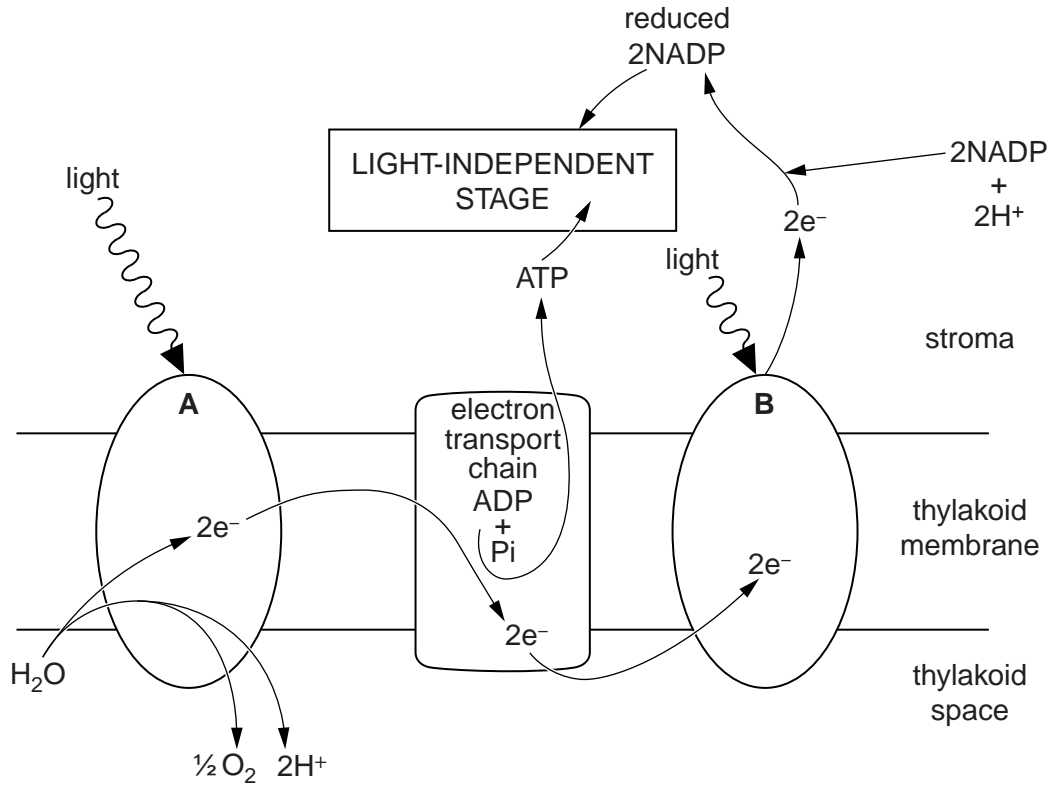 reduced
2NADP
LIGHT-INDEPENDENT
STAGE
light
2NADP
+
2H⁺
2e⁻
light
ATP
stroma
A
B
electron
transport
chain
ADP
+
Pi
2e⁻
thylakoid
membrane
2e⁻
2e⁻
H₂O
thylakoid
space
½ O₂
2H⁺